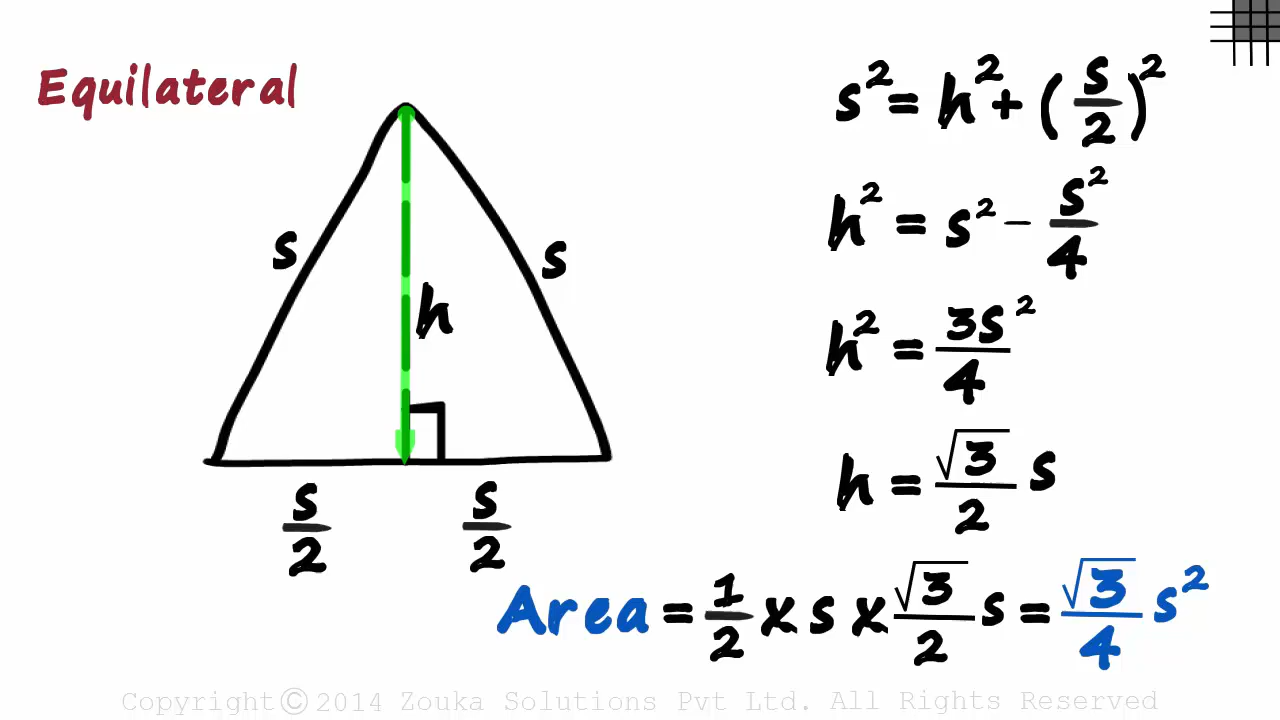 Equilateral
s² = h² + (s/2)²
h² = s² − s²/4
s
s
h
h² = 3s²/4
h = √3/2 s
s/2
s/2
Area = 1/2 x s x √3/2 s = √3/4 s²
Copyright© 2014 Zouka Solutions Pvt Ltd. All Rights Reserved